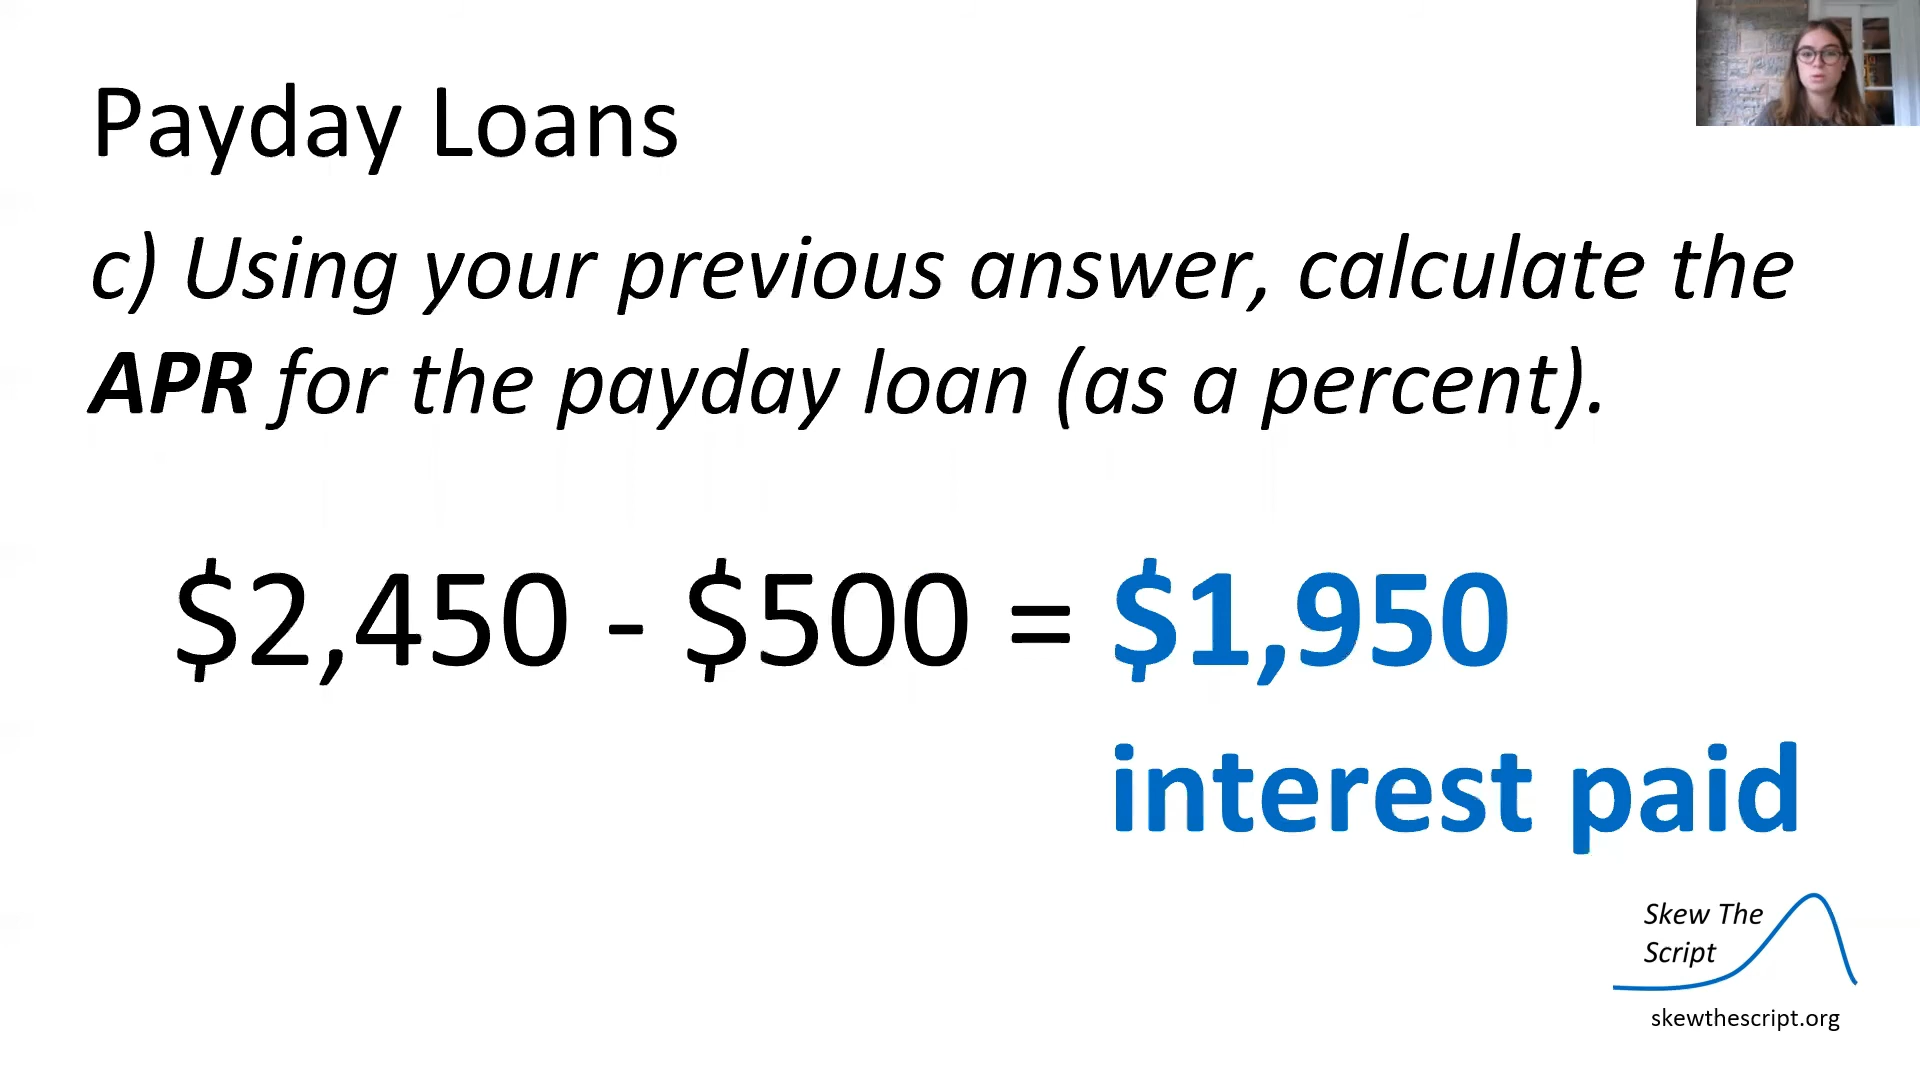 Payday Loans
c) Using your previous answer, calculate the
APR for the payday loan (as a percent).
$2,450 - $500 = $1,950
interest paid
Skew The
Script
skewthescript.org